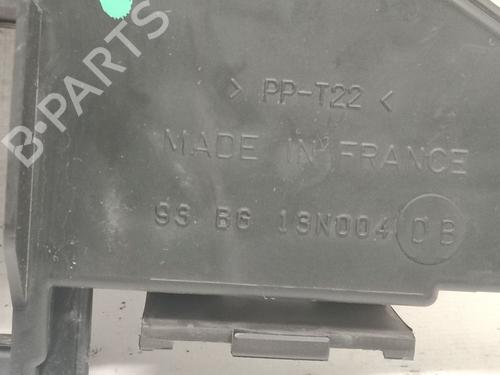 B-PARTS
> PP-T22 <
MADE IN FRANCE
93 BG 13N004 DB